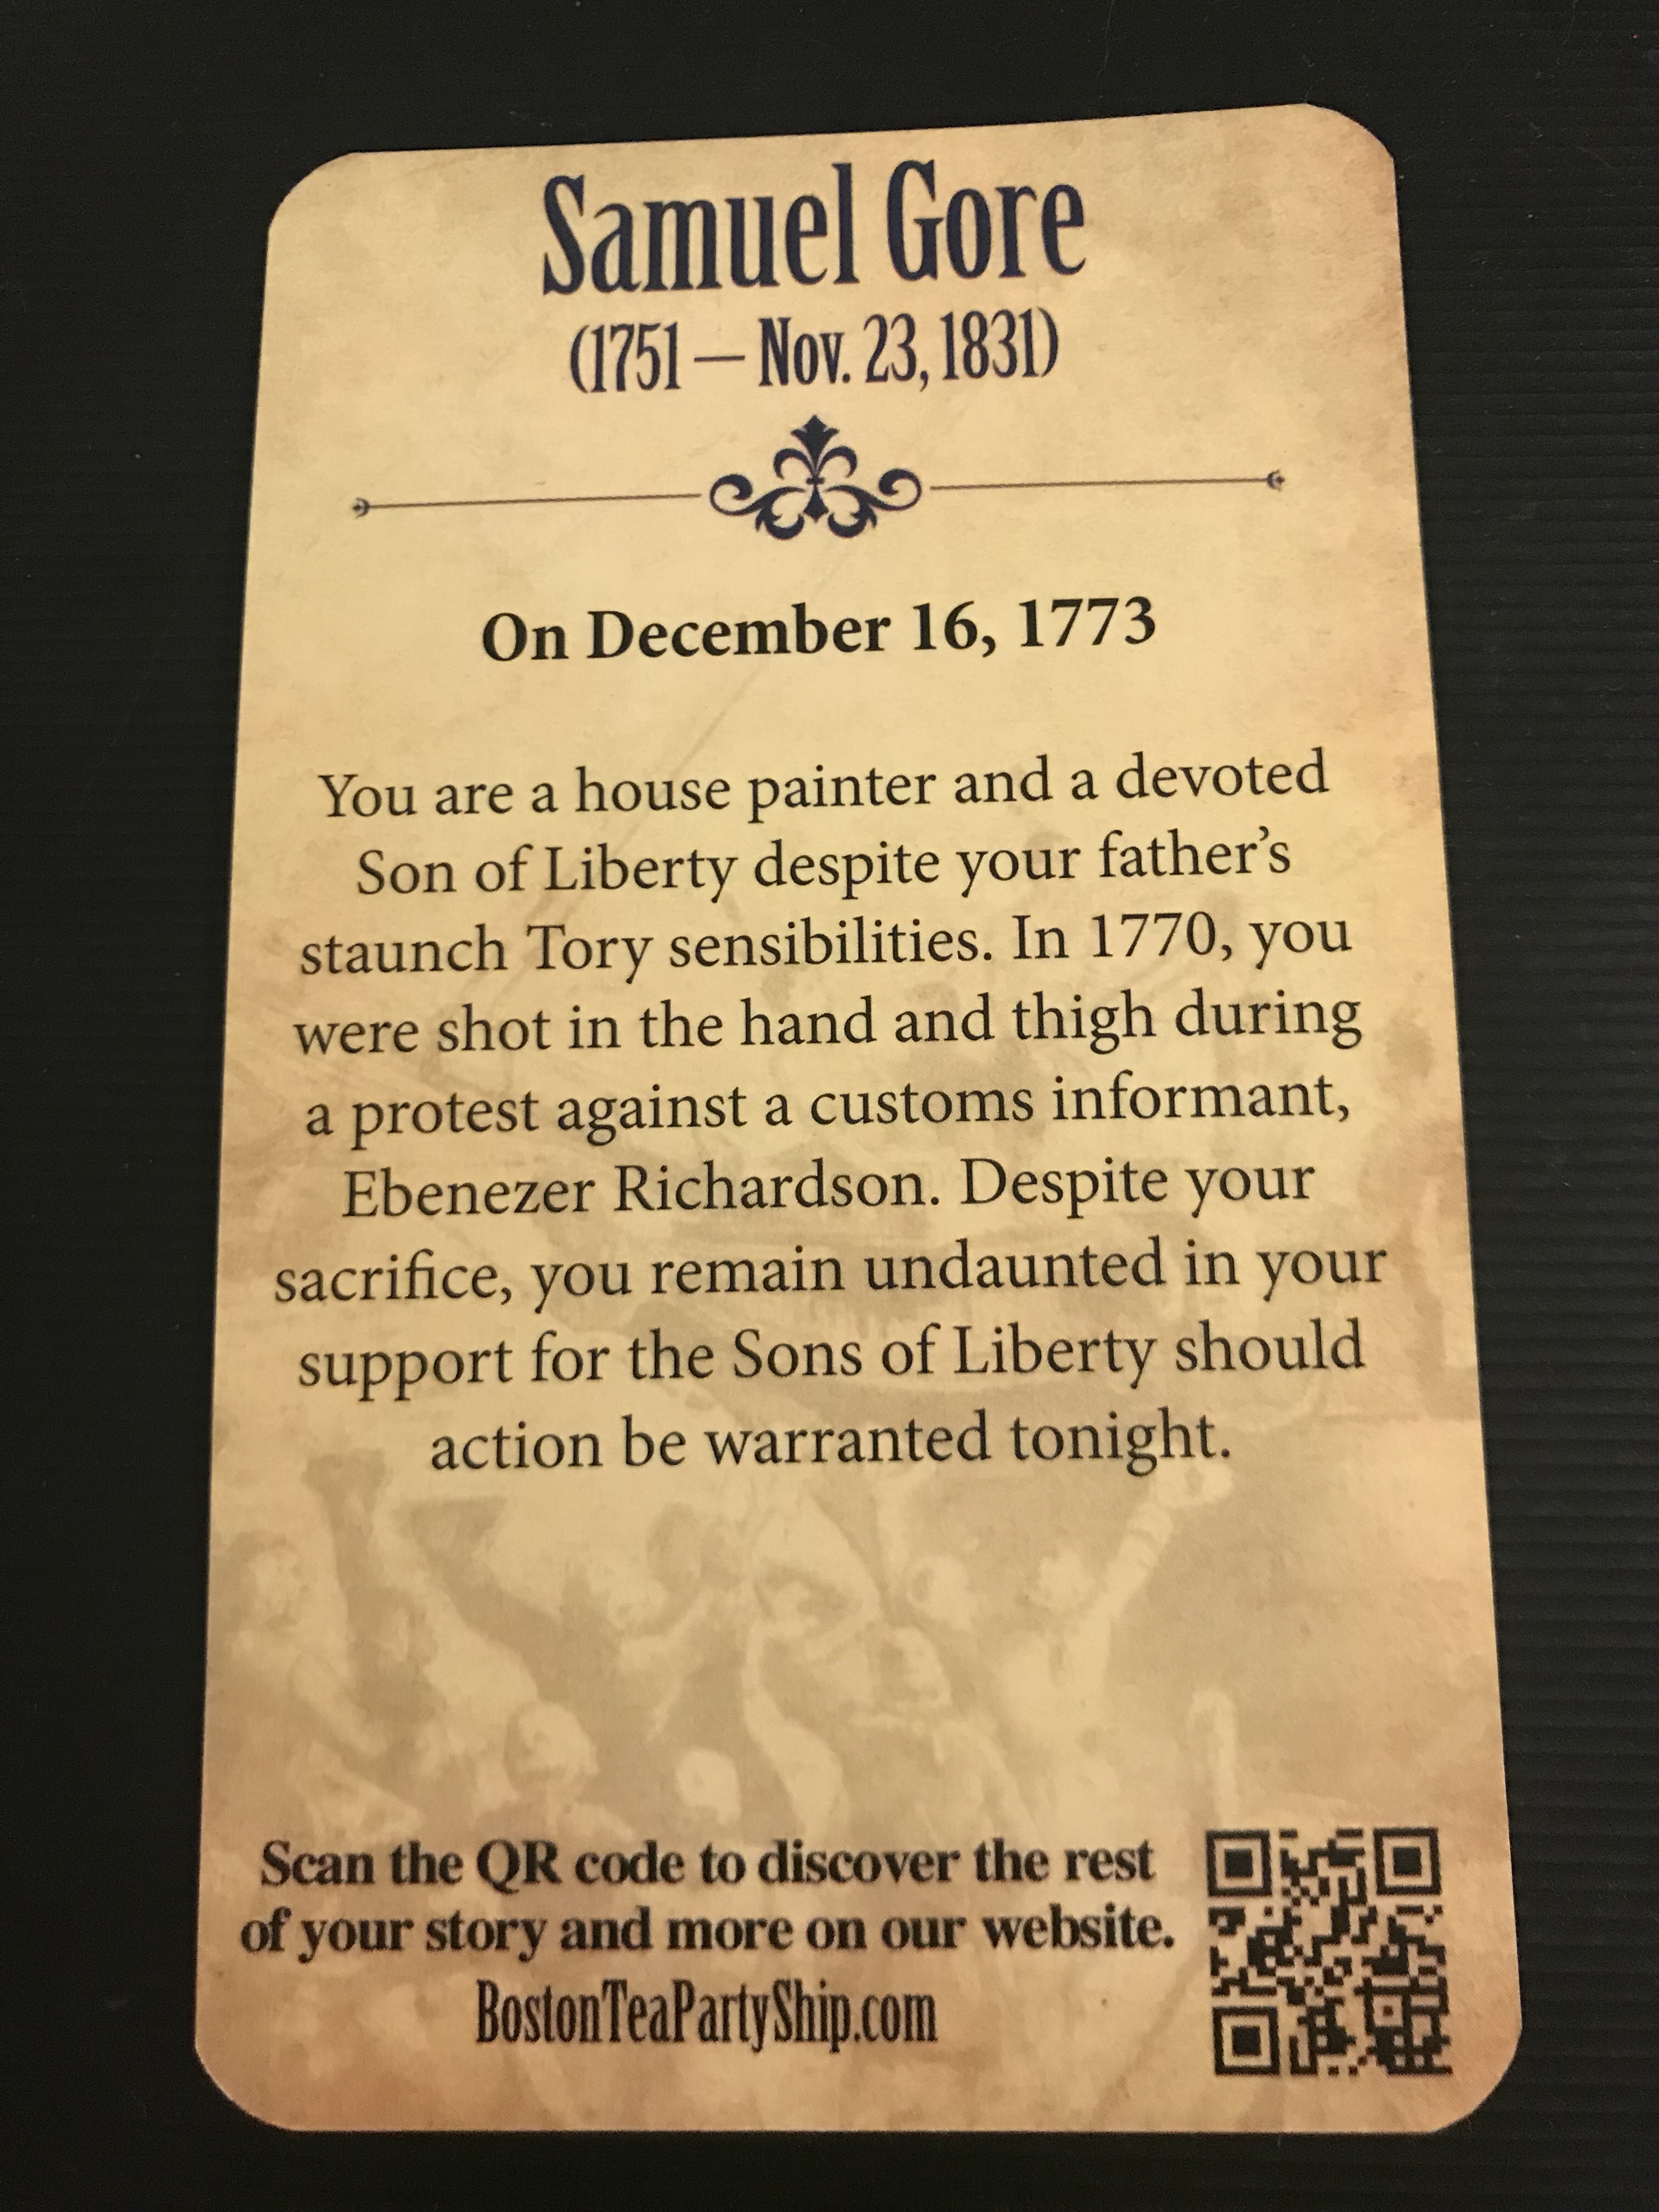 Samuel Gore
(1751 — Nov. 23, 1831)
On December 16, 1773
You are a house painter and a devoted
Son of Liberty despite your father's
staunch Tory sensibilities. In 1770, you
were shot in the hand and thigh during
a protest against a customs informant,
Ebenezer Richardson. Despite your
sacrifice, you remain undaunted in your
support for the Sons of Liberty should
action be warranted tonight.
Scan the QR code to discover the rest
of your story and more on our website.
BostonTeaPartyShip.com